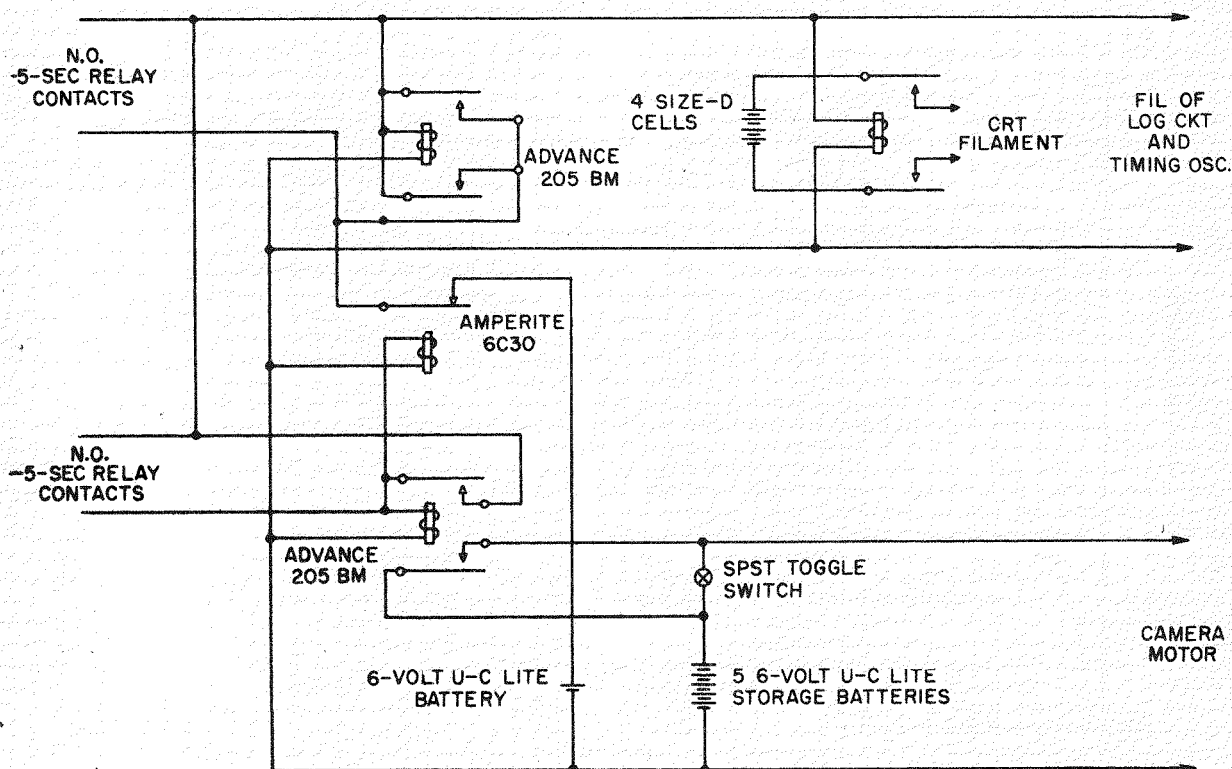 N.O.
-5-SEC RELAY
CONTACTS
4 SIZE-D
CELLS
CRT
FILAMENT
FIL OF
LOG CKT
AND
TIMING OSC.
ADVANCE
205 BM
AMPERITE
6C30
N.O.
-5-SEC RELAY
CONTACTS
ADVANCE
205 BM
SPST TOGGLE
SWITCH
CAMERA
MOTOR
6-VOLT U-C LITE
BATTERY
5 6-VOLT U-C LITE
STORAGE BATTERIES